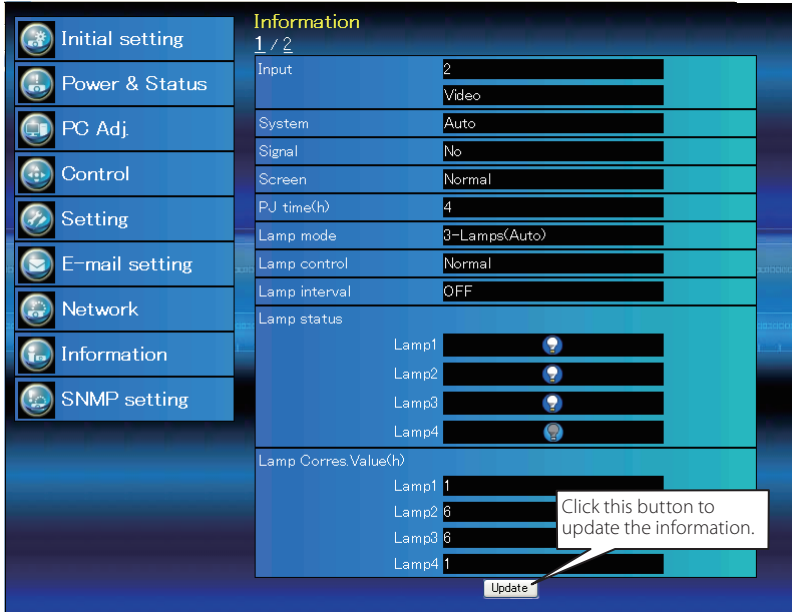 Initial setting
Power & Status
PC Adj.
Control
Setting
E-mail setting
Network
Information
SNMP setting
Information
1 / 2
Input 2
Video
System Auto
Signal No
Screen Normal
PJ time(h) 4
Lamp mode 3-Lamps(Auto)
Lamp control Normal
Lamp interval OFF
Lamp status
Lamp1
Lamp2
Lamp3
Lamp4
Lamp Corres.Value(h)
Lamp1 1
Lamp2 6
Lamp3 6
Lamp4 1
Click this button to
update the information.
Update